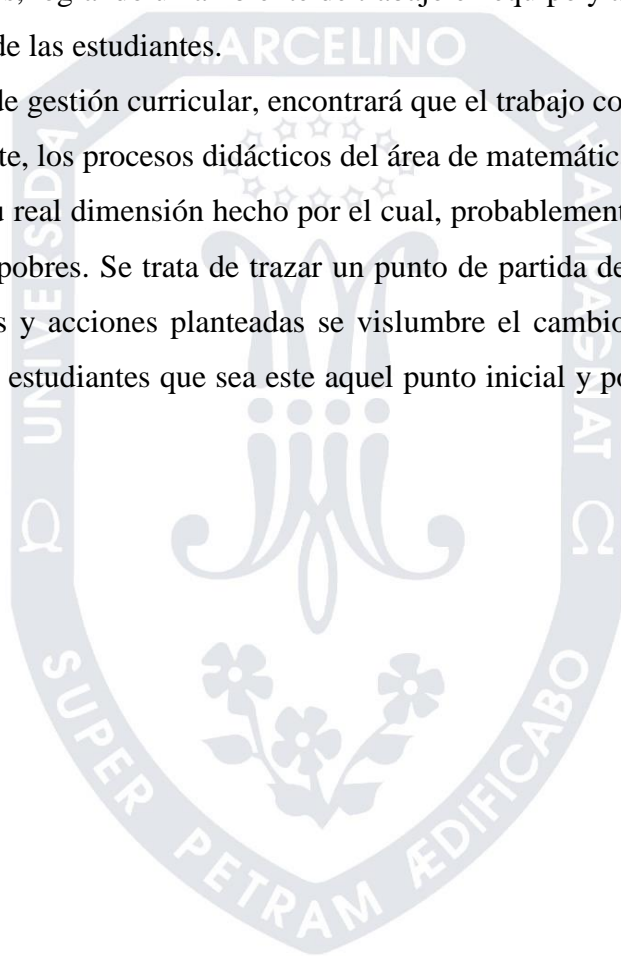 de las estudiantes.
de gestión curricular, encontrará que el trabajo co
te, los procesos didácticos del área de matemátic
real dimensión hecho por el cual, probablement
pobres. Se trata de trazar un punto de partida de
s y acciones planteadas se vislumbre el cambio
estudiantes que sea este aquel punto inicial y po
UNIVERSIDAD MARCELINO CHAMPAGNAT
Ω Ω
SUPER PETRAM ÆDIFICABO